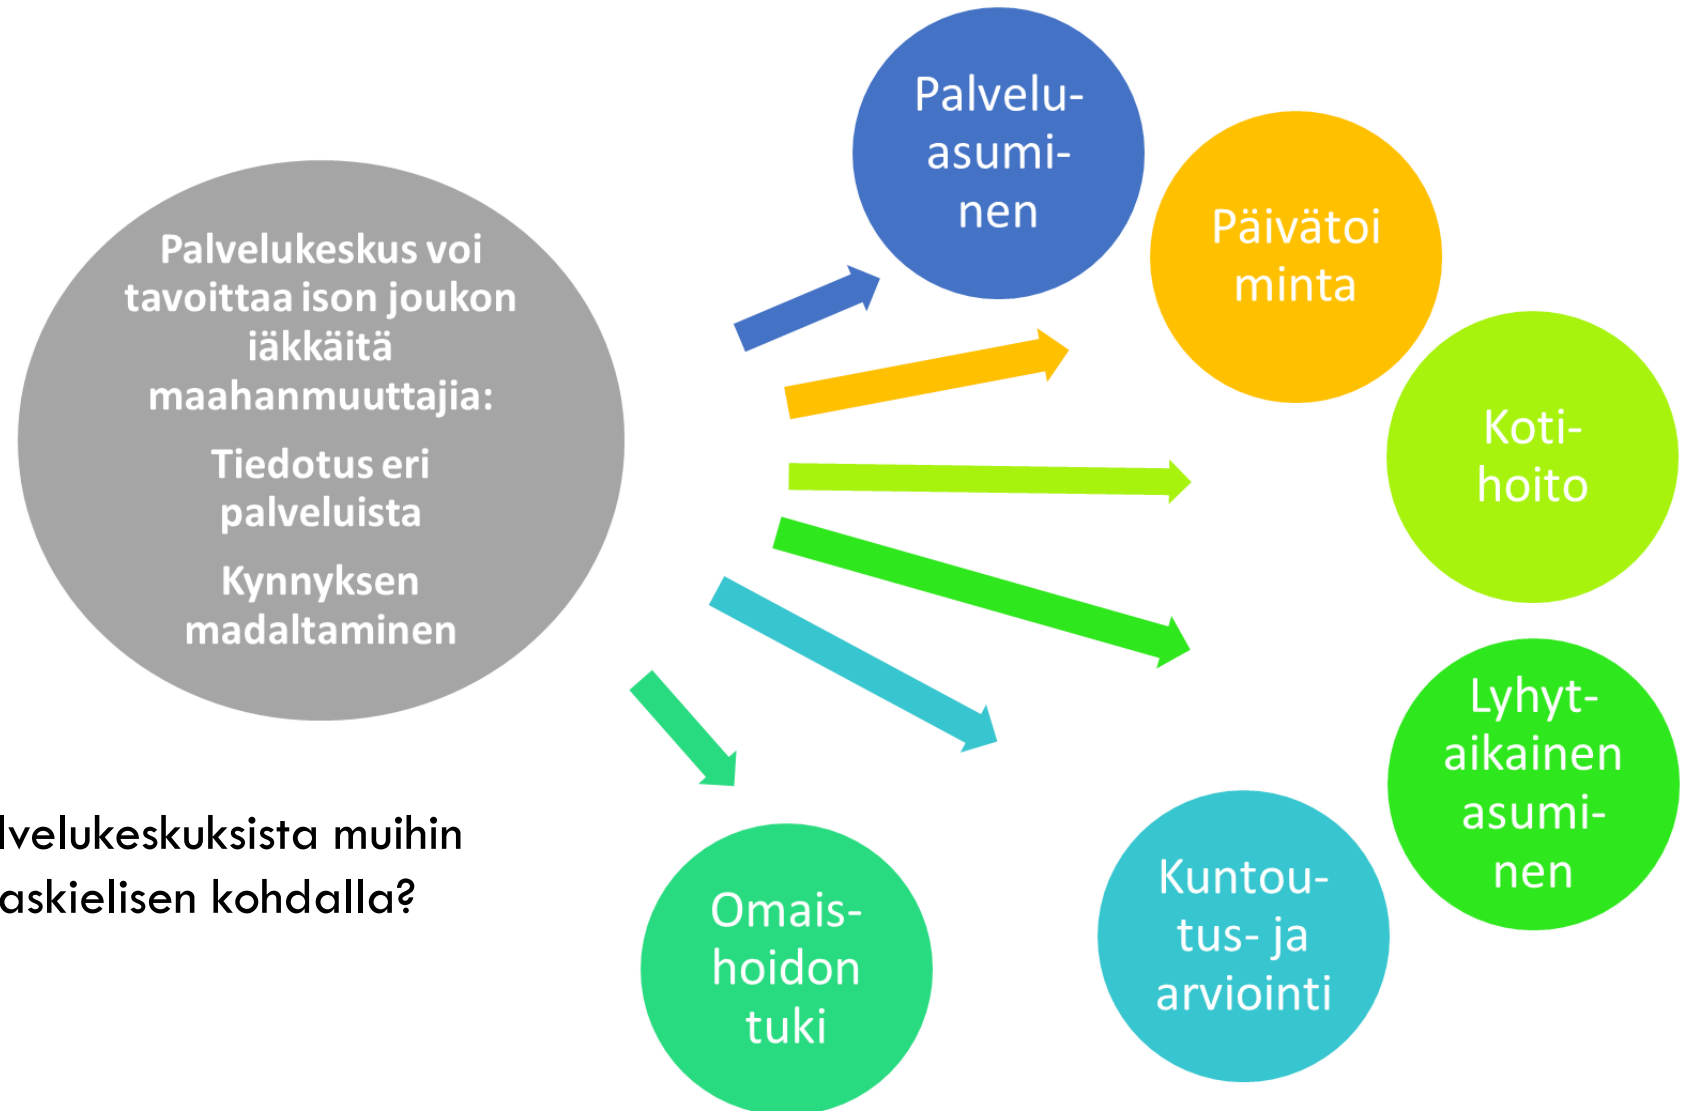 Palvelukeskus voi
tavoittaa ison joukon
iäkkäitä
maahanmuuttajia:
Tiedotus eri
palveluista
Kynnyksen
madaltaminen
Palvelu-
asumi-
nen
Päivätoi
minta
Koti-
hoito
Lyhyt-
aikainen
asumi-
nen
Kuntou-
tus- ja
arviointi
Omais-
hoidon
tuki
lvelukeskuksista muihin
askielisen kohdalla?